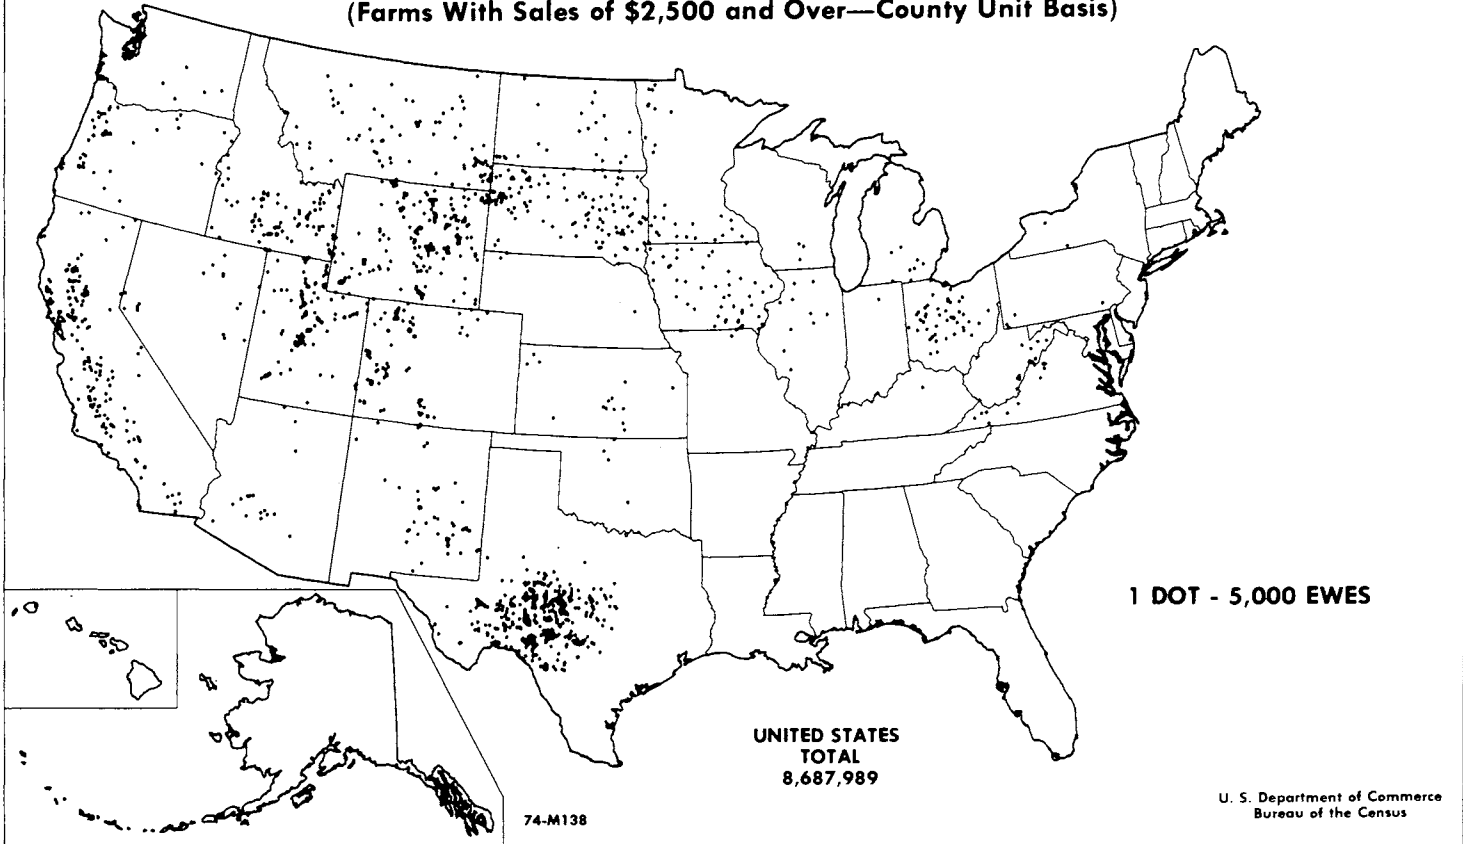 (Farms With Sales of $2,500 and Over—County Unit Basis)
1 DOT - 5,000 EWES
UNITED STATES
TOTAL
8,687,989
74-M138
U. S. Department of Commerce
Bureau of the Census